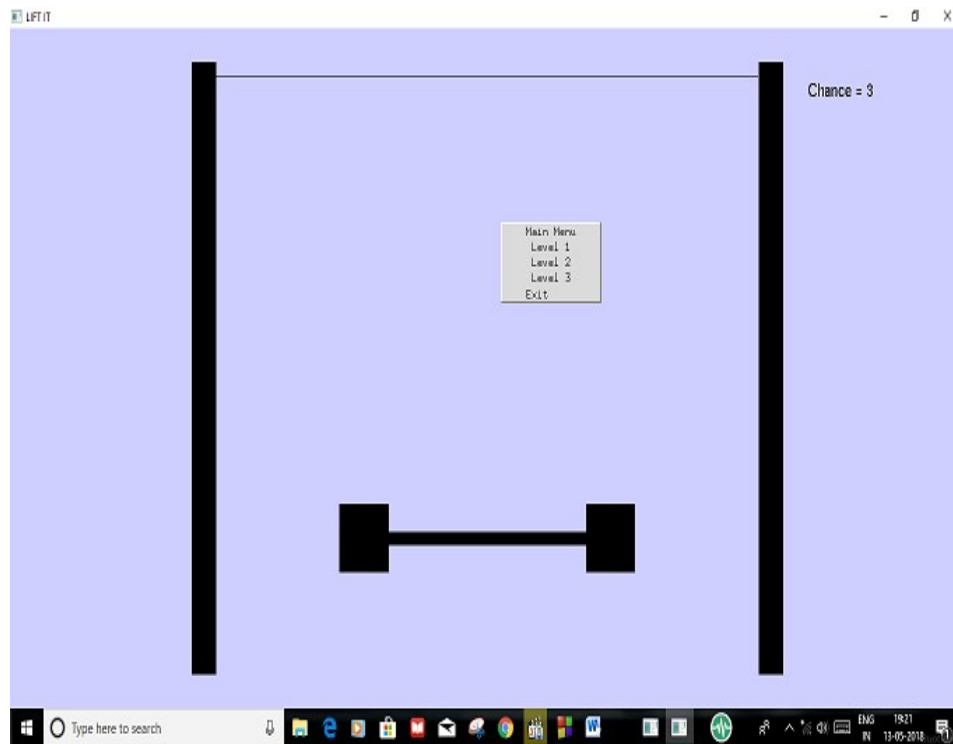 LIFT IT
Chance = 3
Main Menu
Level 1
Level 2
Level 3
Exit
Type here to search
ENG
IN
19:21
13-05-2018
1